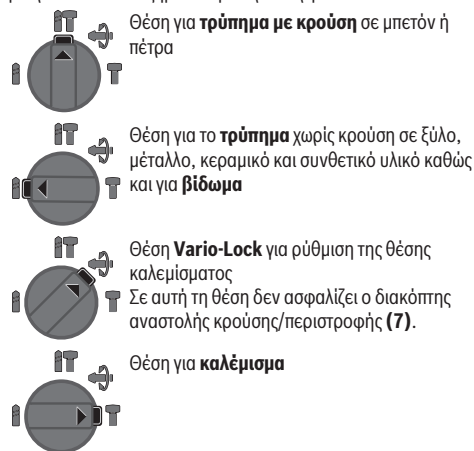 Θέση για τρύπημα με κρούση σε μπετόν ή
πέτρα
Θέση για το τρύπημα χωρίς κρούση σε ξύλο,
μέταλλο, κεραμικό και συνθετικό υλικό καθώς
και για βίδωμα
Θέση Vario-Lock για ρύθμιση της θέσης
καλεμίσματος
Σε αυτή τη θέση δεν ασφαλίζει ο διακόπτης
αναστολής κρούσης/περιστροφής (7).
Θέση για καλέμισμα